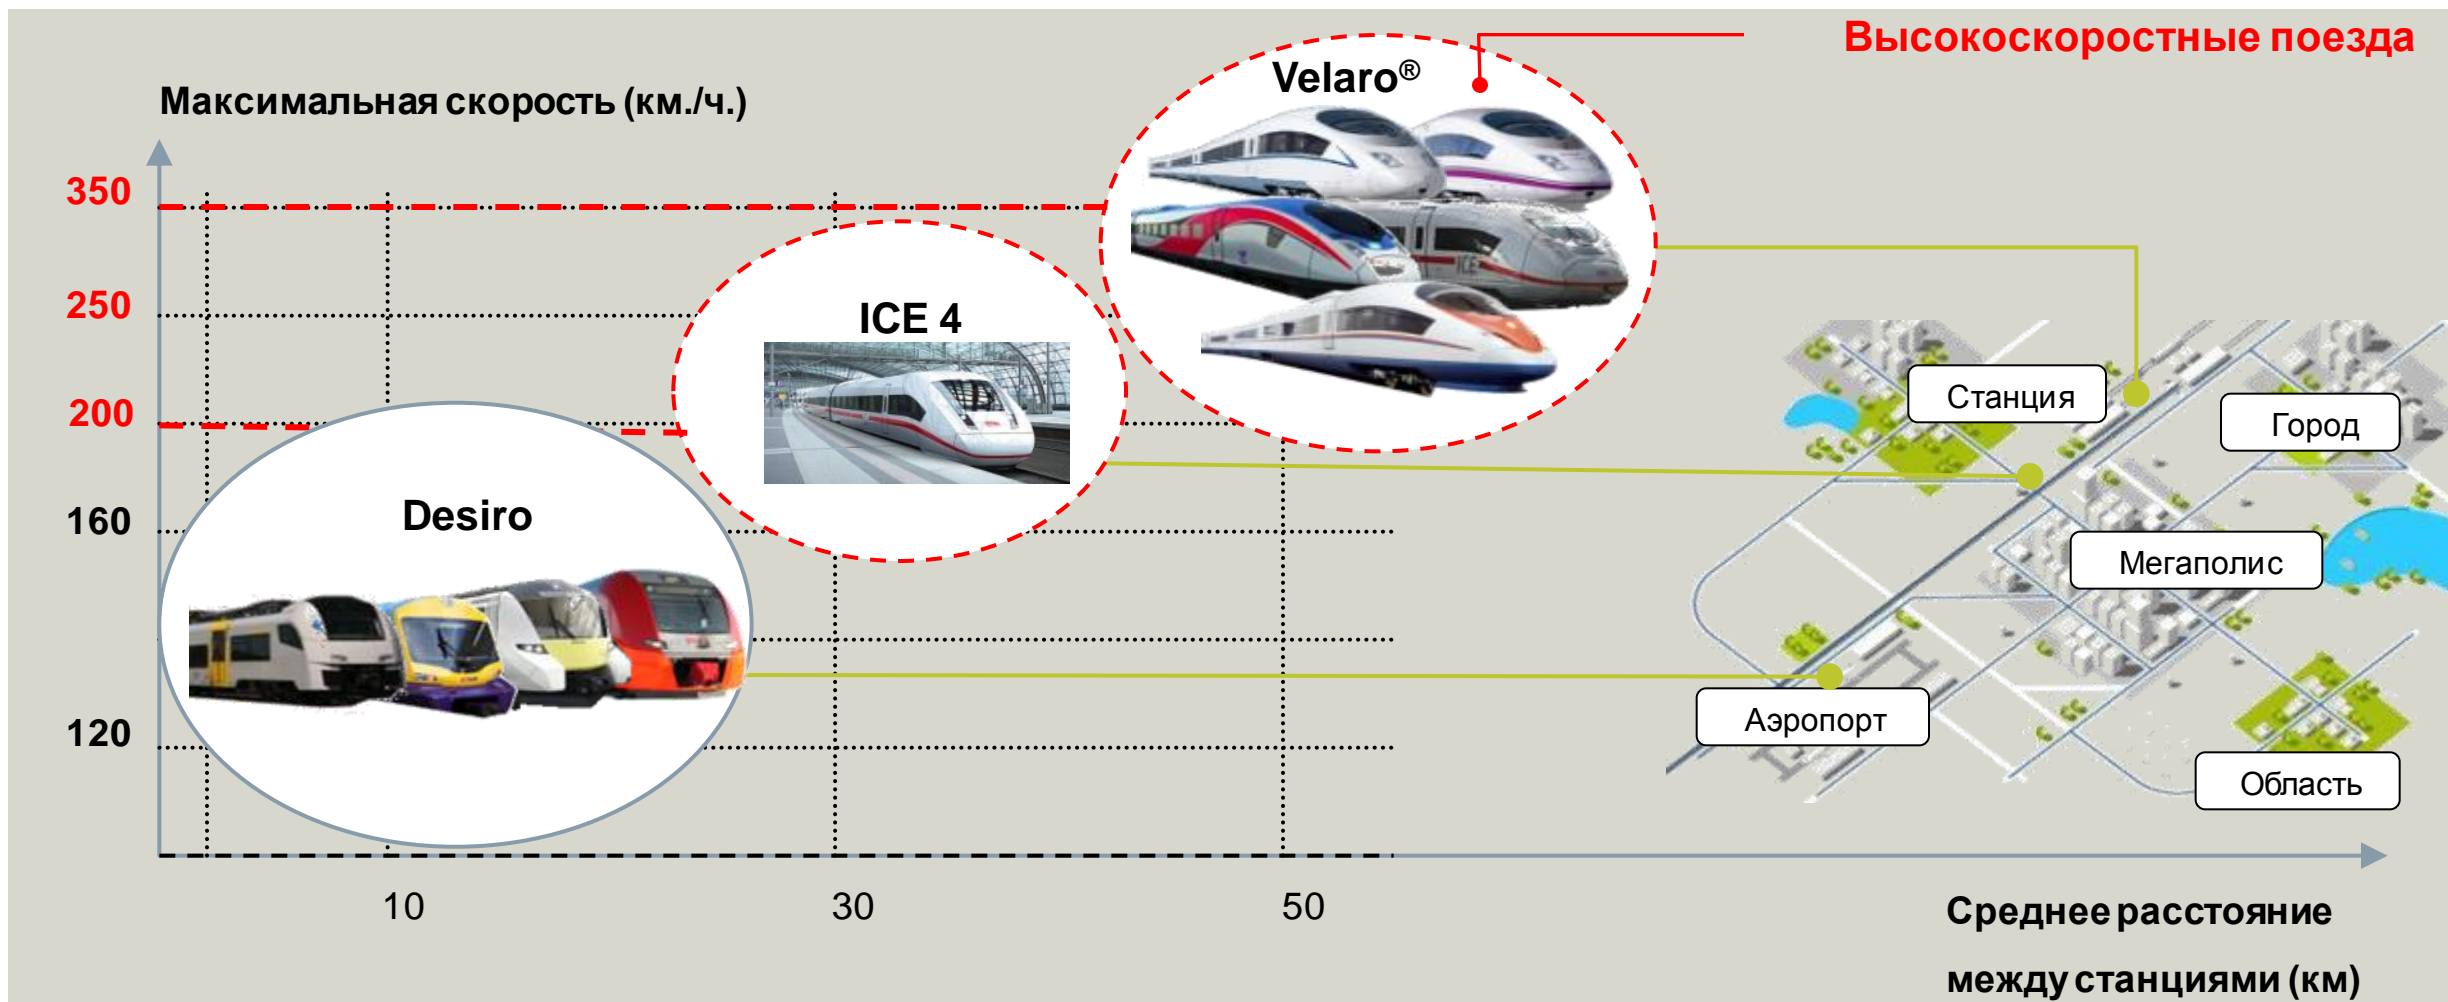 Высокоскоростные поезда
Velaro®
Максимальная скорость (км./ч.)
350
250
200
160
120
ICE 4
ICE
Desiro
Станция
Город
Мегаполис
Аэропорт
Область
10
30
50
Среднее расстояние
между станциями (км)